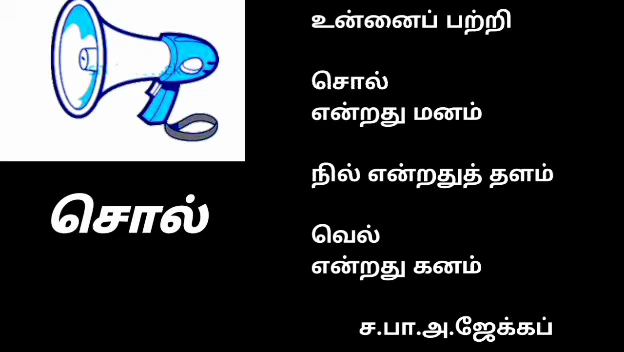 சொல்
உன்னைப் பற்றி
சொல்
என்றது மனம்
நில் என்றதுத் தளம்
வெல்
என்றது கனம்
ச.பா.அ.ஜேக்கப்